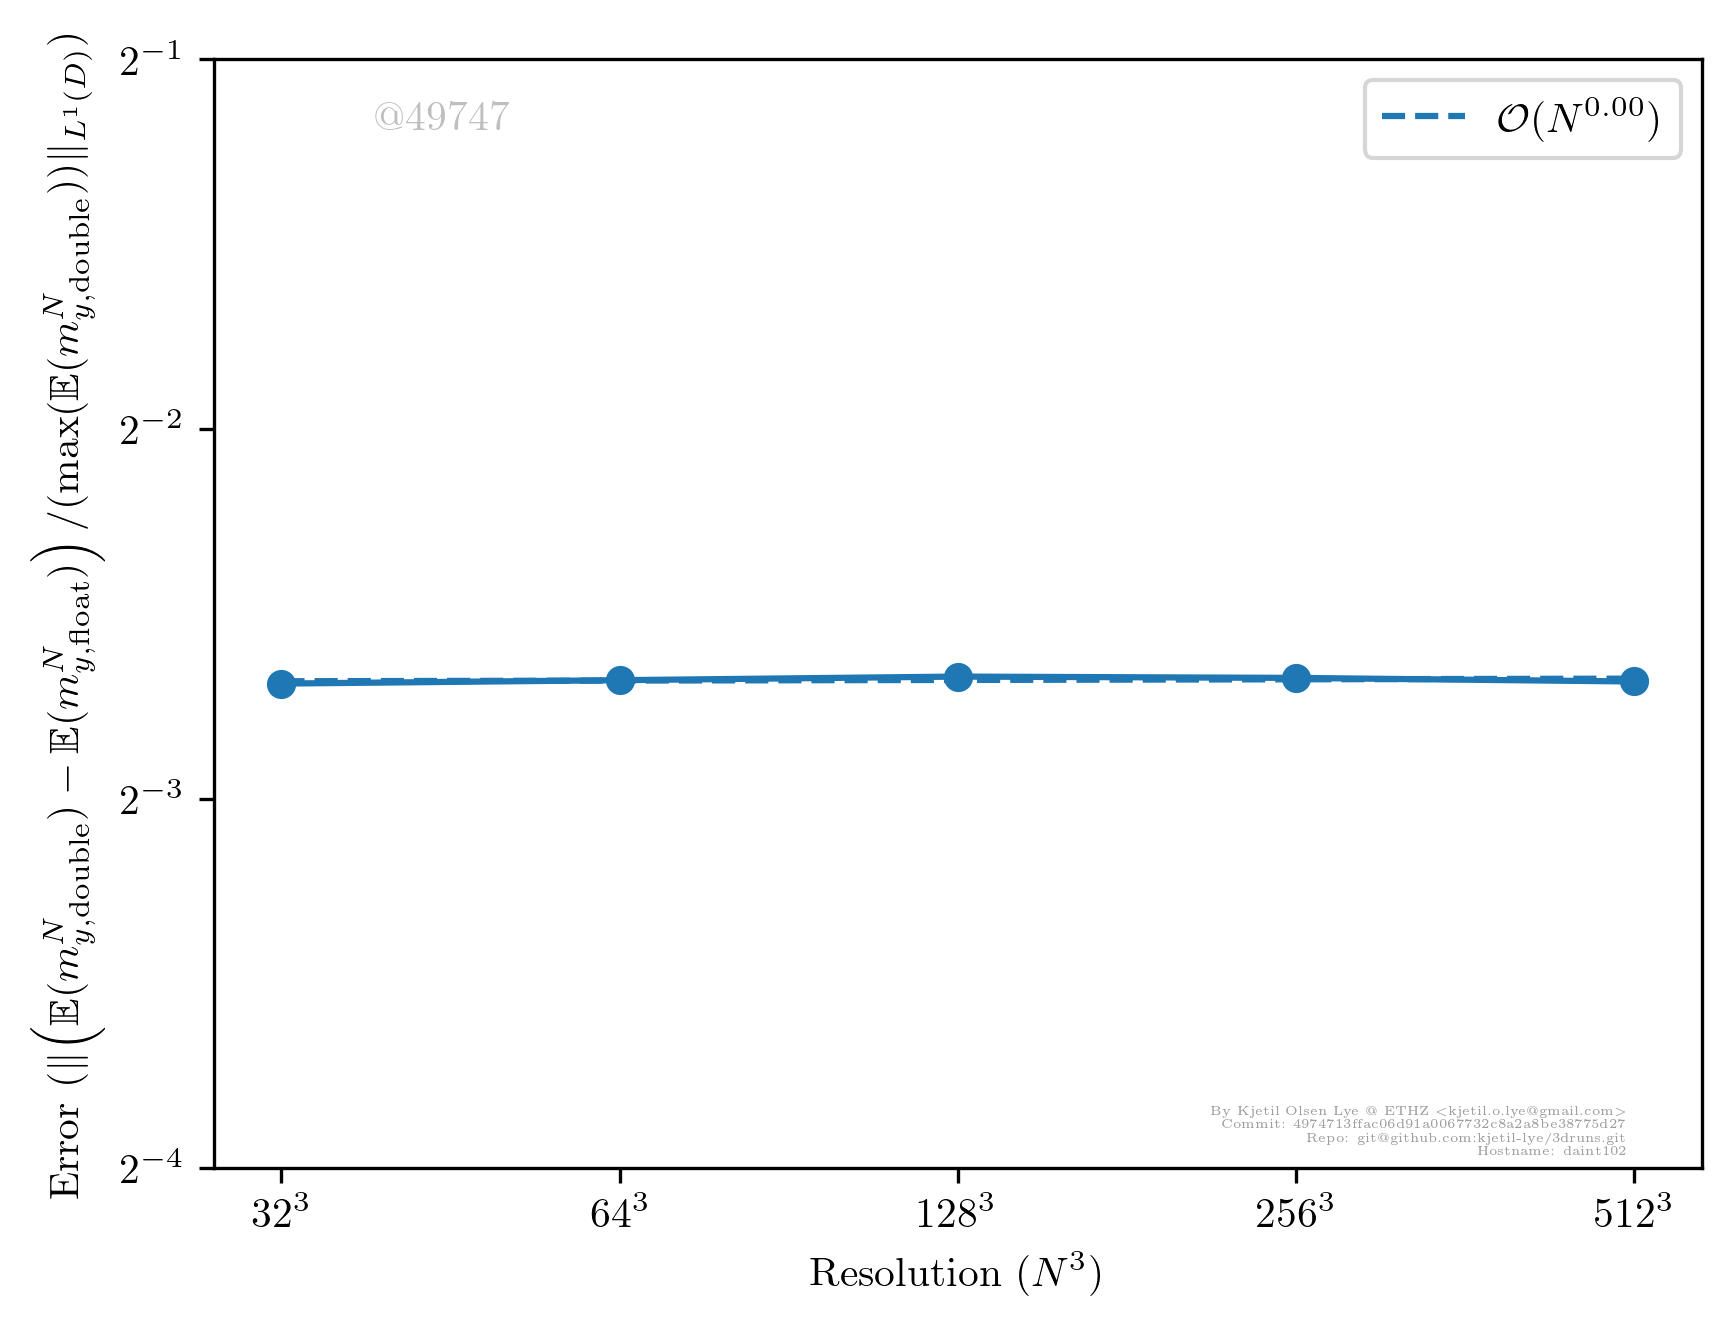 Error (‖(𝔼(m^N_{y,double}) − 𝔼(m^N_{y,float})) /(max(𝔼(m^N_{y,double}))‖_{L^1(D)})
2^{−1}
2^{−2}
2^{−3}
2^{−4}
@49747
𝒪(N^{0.00})
By Kjetil Olsen Lye @ ETHZ <kjetil.o.lye@gmail.com>
Commit: 4974713ffac06d91a0067732c8a2a8be38775d27
Repo: git@github.com:kjetil-lye/3druns.git
Hostname: daint102
32^3 64^3 128^3 256^3 512^3
Resolution (N^3)